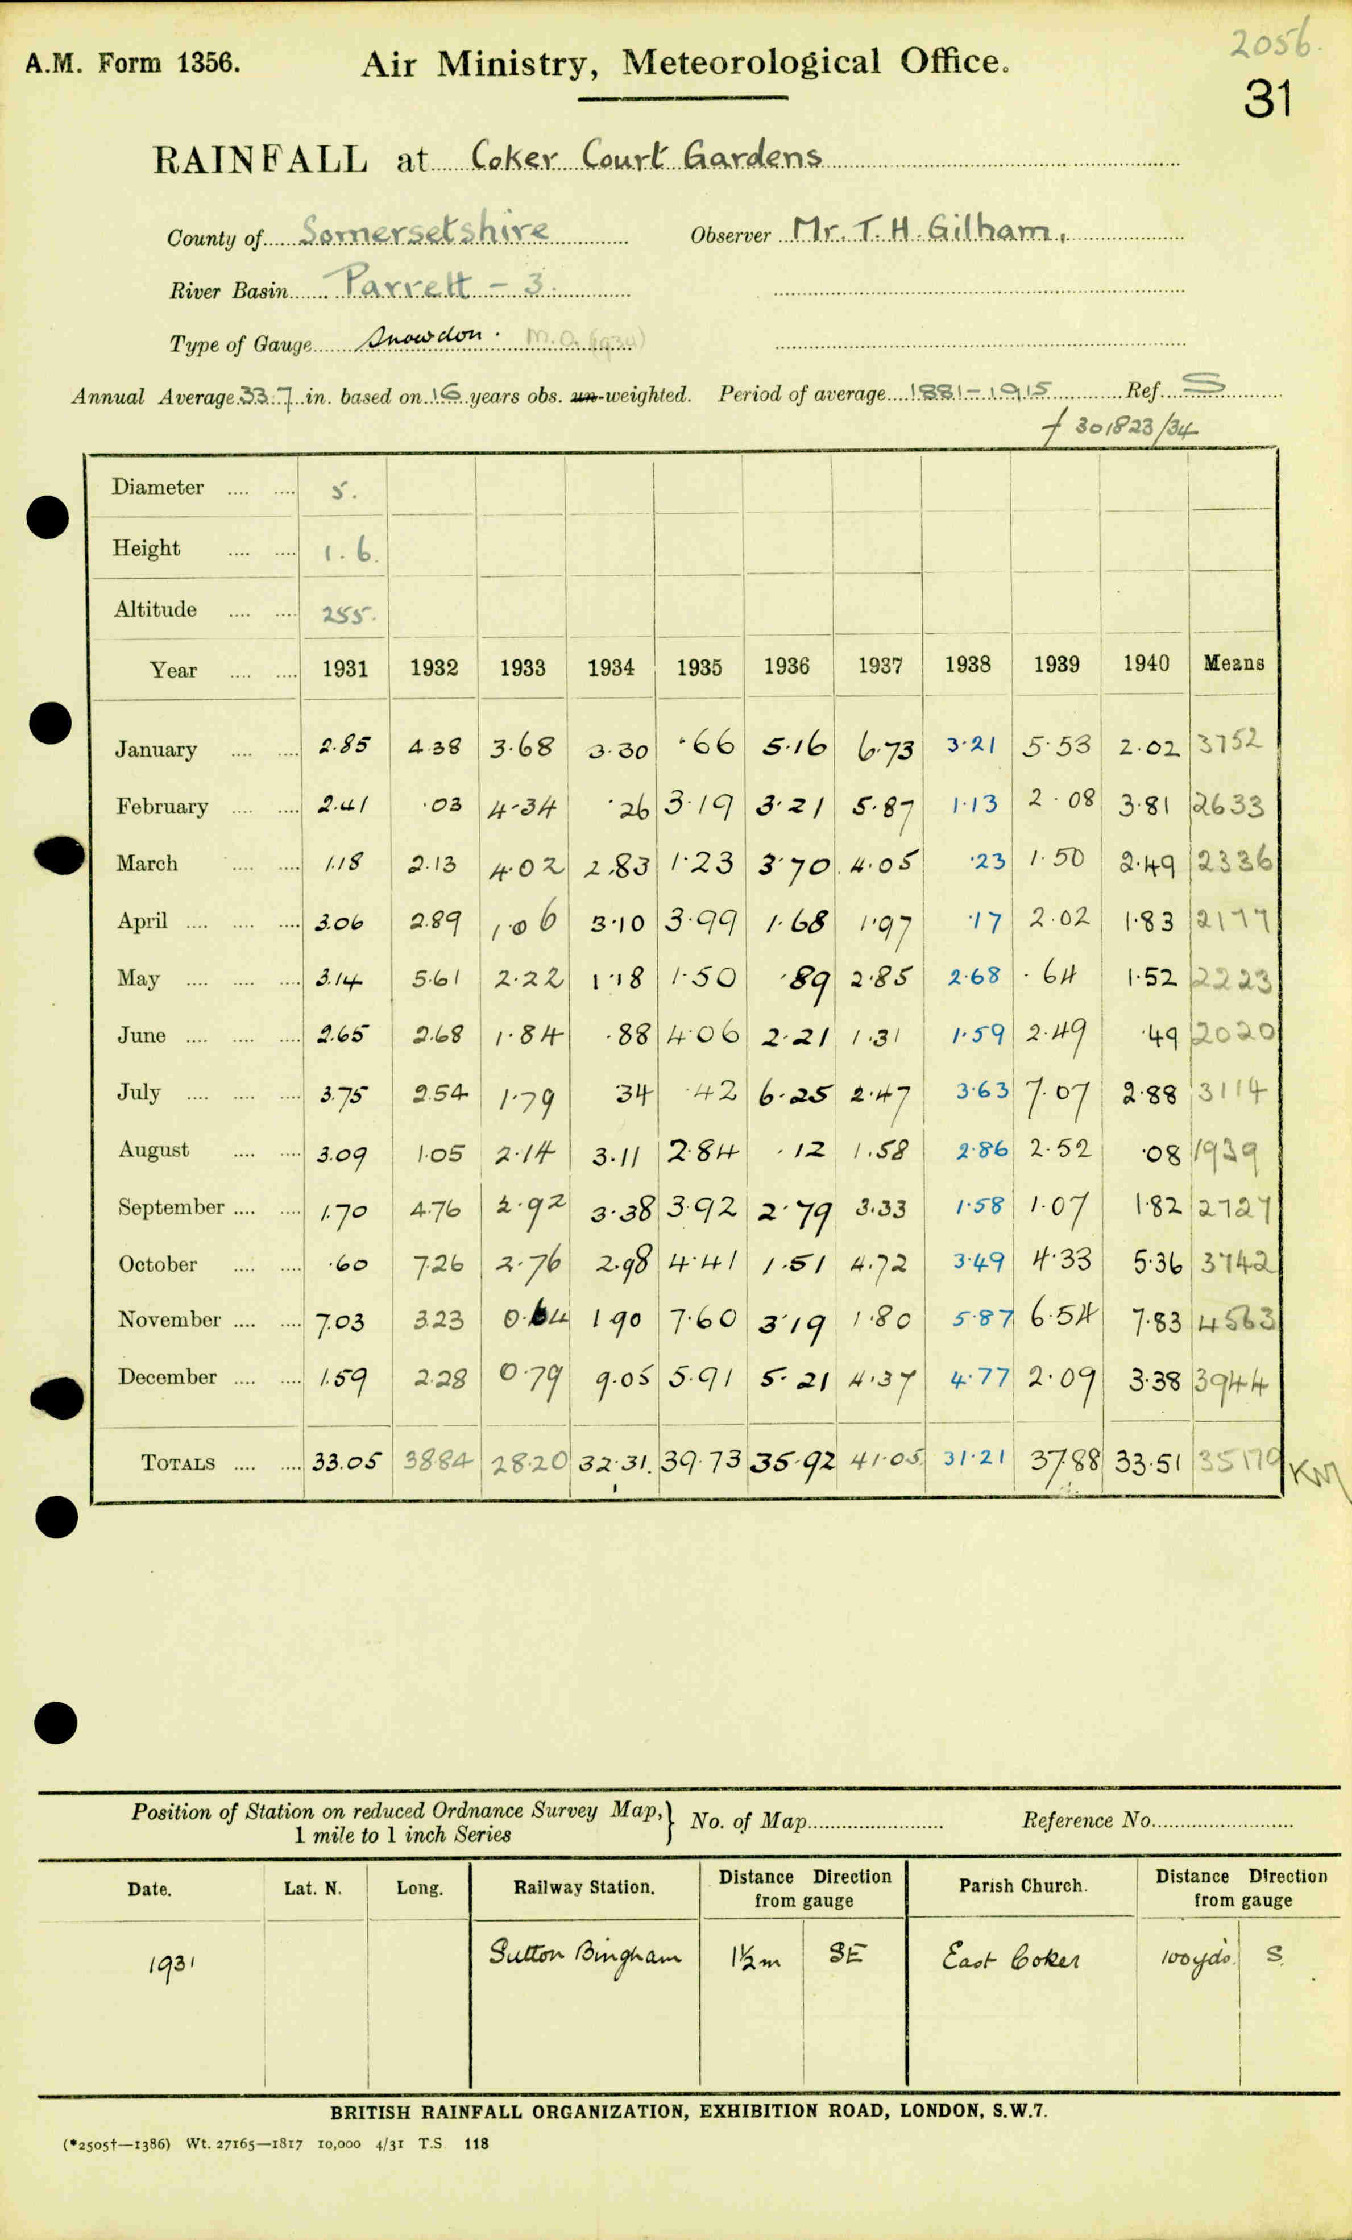 2056.
A.M. Form 1356. Air Ministry, Meteorological Office.
31
RAINFALL at Coker Court Gardens
County of Somersetshire Observer Mr. T. H. Gilham.
River Basin Parrett - 3.
Type of Gauge Snowdon. M.O. (1934)
Annual Average 33.7 in. based on 16 years obs. un-weighted. Period of average 1881-1915 Ref. S
f 301823/34
Diameter 5.
Height 1.6.
Altitude 255.
Year 1931 1932 1933 1934 1935 1936 1937 1938 1939 1940 Means
January 2.85 4.38 3.68 3.30 .66 5.16 6.73 3.21 5.53 2.02 3752
February 2.41 .03 4.34 .26 3.19 3.21 5.87 1.13 2.08 3.81 2633
March 1.18 2.13 4.02 2.83 1.23 3.70 4.05 .23 1.50 2.49 2336
April 3.06 2.89 1.06 3.10 3.99 1.68 1.97 .17 2.02 1.83 2177
May 3.14 5.61 2.22 1.18 1.50 .89 2.85 2.68 .64 1.52 2223
June 2.65 2.68 1.84 .88 4.06 2.21 1.31 1.59 2.49 .49 2020
July 3.75 2.54 1.79 .34 .42 6.25 2.47 3.63 7.07 2.88 3114
August 3.09 1.05 2.14 3.11 2.84 .12 1.58 2.86 2.52 .08 1939
September 1.70 4.76 2.92 3.38 3.92 2.79 3.33 1.58 1.07 1.82 2727
October .60 7.26 2.76 2.98 4.41 1.51 4.72 3.49 4.33 5.36 3742
November 7.03 3.23 0.64 1.90 7.60 3.19 1.80 5.87 6.54 7.83 4563
December 1.59 2.28 0.79 9.05 5.91 5.21 4.37 4.77 2.09 3.38 3944
TOTALS 33.05 38.84 28.20 32.31. 39.73 35.92 41.05. 31.21 37.88 33.51 35170 KM
Position of Station on reduced Ordnance Survey Map, } No. of Map Reference No.
1 mile to 1 inch Series
Date. Lat. N. Long. Railway Station. Distance Direction from gauge Parish Church. Distance Direction from gauge
1931 Sutton Bingham 1½m SE East Coker 100yds. S.
BRITISH RAINFALL ORGANIZATION, EXHIBITION ROAD, LONDON, S.W.7.
(*2505†—1386) Wt. 27165—1817 10,000 4/31 T.S. 118